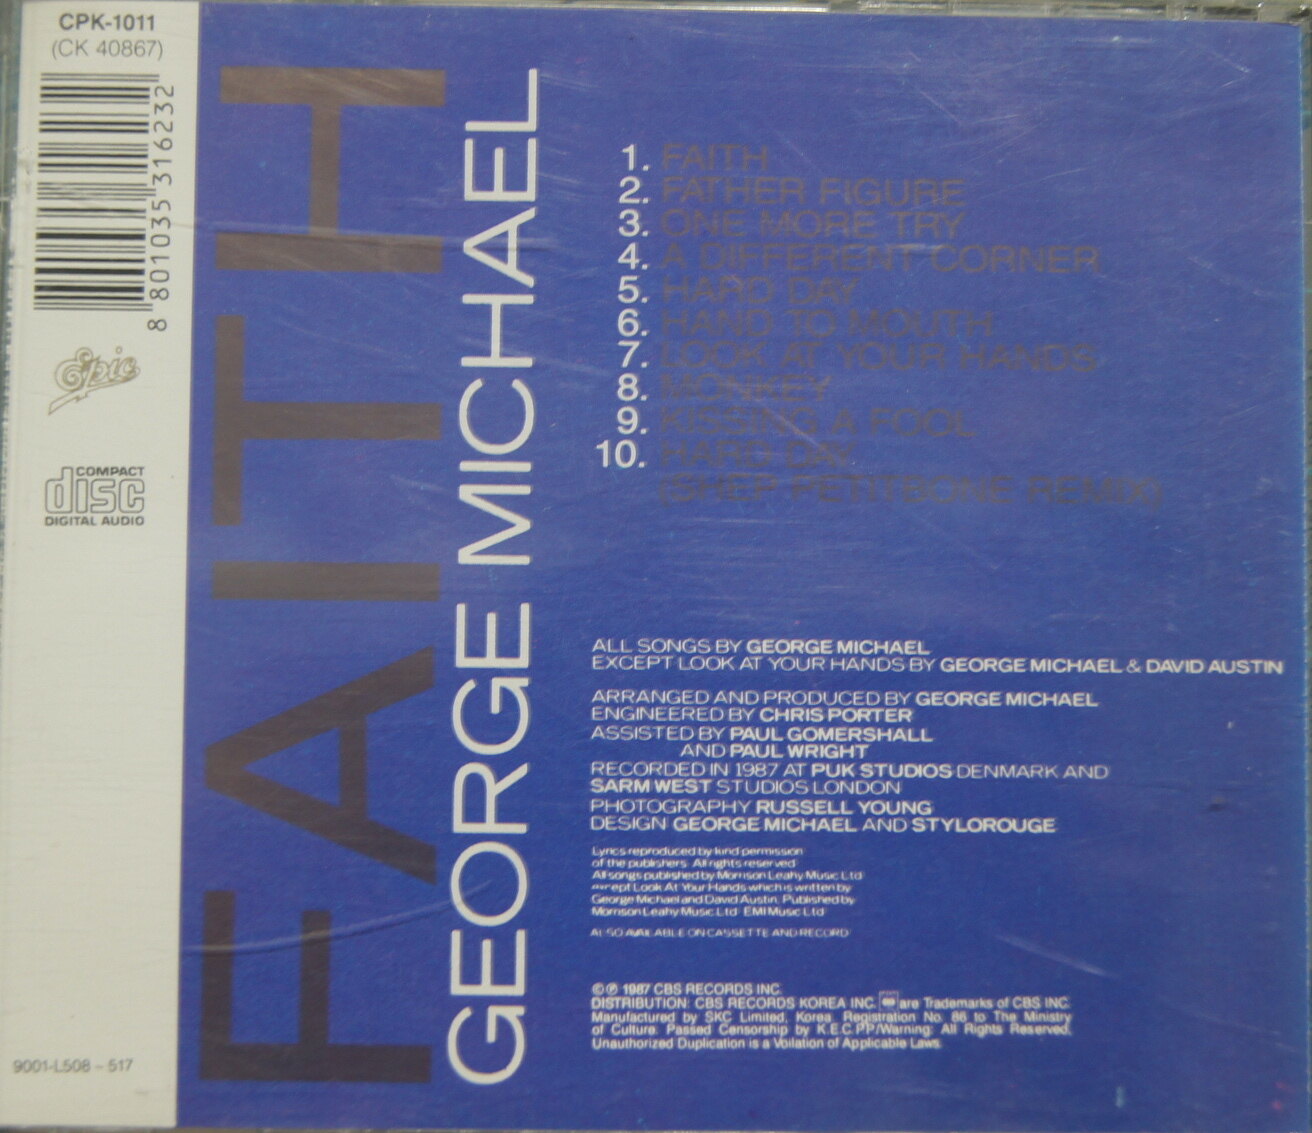 CPK-1011
(CK 40867)
8 801035 316232
Epic
COMPACT
disc
DIGITAL AUDIO
9001-L508 - 517
FAITH
GEORGE MICHAEL
1. FAITH
2. FATHER FIGURE
3. ONE MORE TRY
4. A DIFFERENT CORNER
5. HARD DAY
6. HAND TO MOUTH
7. LOOK AT YOUR HANDS
8. MONKEY
9. KISSING A FOOL
10. HARD DAY
(SHEP PETITBONE REMIX)
ALL SONGS BY GEORGE MICHAEL
EXCEPT LOOK AT YOUR HANDS BY GEORGE MICHAEL & DAVID AUSTIN
ARRANGED AND PRODUCED BY GEORGE MICHAEL
ENGINEERED BY CHRIS PORTER
ASSISTED BY PAUL GOMERSHALL
AND PAUL WRIGHT
RECORDED IN 1987 AT PUK STUDIOS DENMARK AND
SARM WEST STUDIOS LONDON
PHOTOGRAPHY RUSSELL YOUNG
DESIGN GEORGE MICHAEL AND STYLOROUGE
Lyrics reproduced by kind permission
of the publishers. All rights reserved
All songs published by Morrison Leahy Music Ltd
except Look At Your Hands which is written by
George Michael and David Austin. Published by
Morrison Leahy Music Ltd EMI Music Ltd
ALSO AVAILABLE ON CASSETTE AND RECORD
© ℗ 1987 CBS RECORDS INC.
DISTRIBUTION: CBS RECORDS KOREA INC. are Trademarks of CBS INC.
Manufactured by SKC Limited, Korea. Registration No. 86 to The Ministry
of Culture. Passed Censorship by K.E.C.P.P/Warning: All Rights Reserved.
Unauthorized Duplication is a Voilation of Applicable Laws.